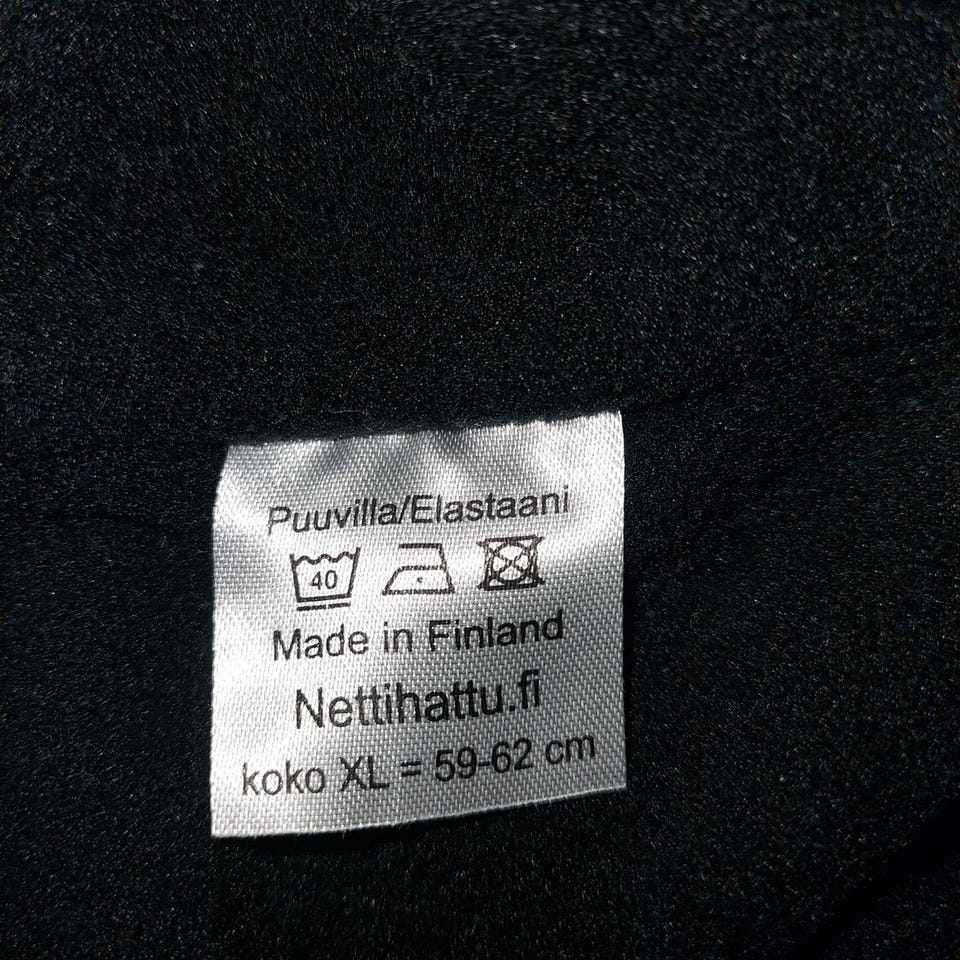 Puuvilla/Elastaani
40
Made in Finland
Nettihattu.fi
koko XL = 59-62 cm